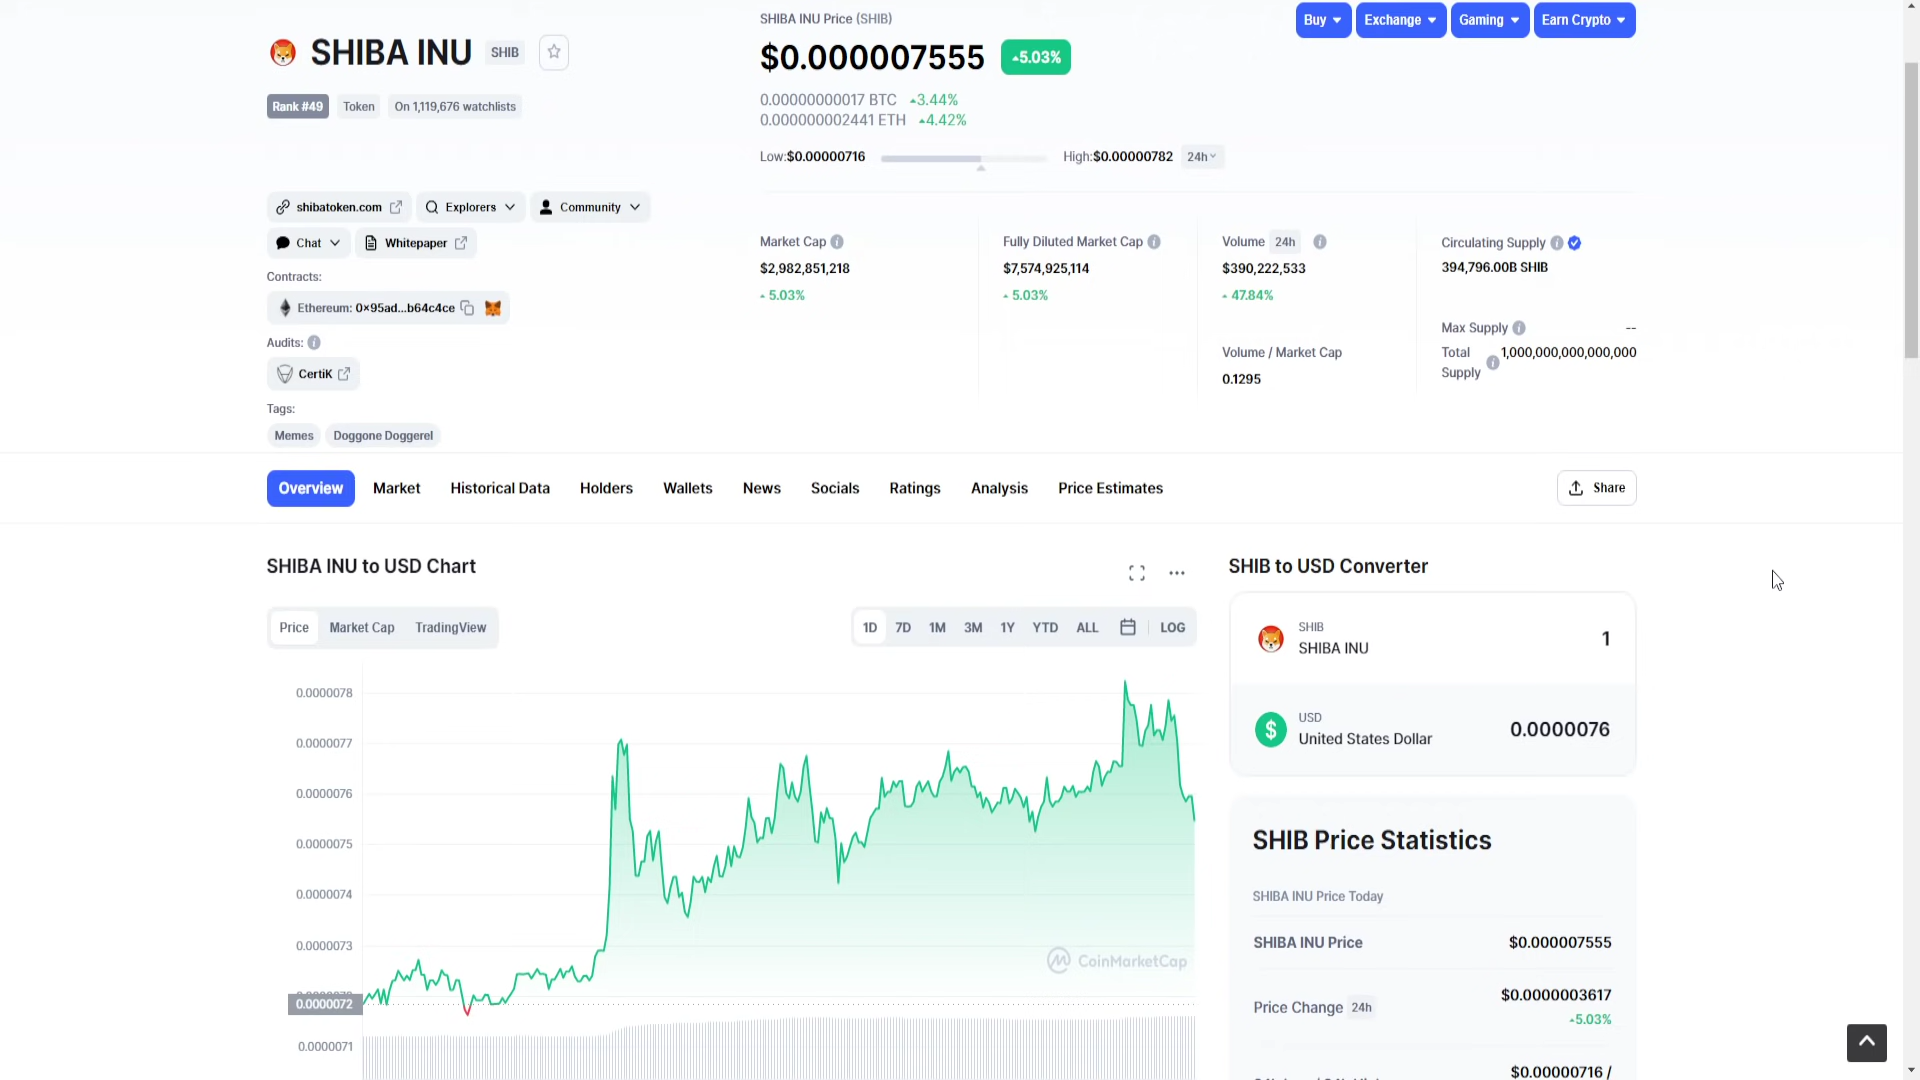 SHIBA INU Price (SHIB)
Buy
Exchange
Gaming
Earn Crypto
SHIBA INU SHIB
$0.000007555 5.03%
Rank #49 Token On 1,119,676 watchlists
0.00000000017 BTC 3.44%
0.000000002441 ETH 4.42%
Low:$0.00000716 High:$0.00000782 24h
shibatoken.com Explorers Community
Chat Whitepaper
Contracts:
Ethereum: 0x95ad...b64c4ce
Audits:
CertiK
Tags:
Memes Doggone Doggerel
Market Cap
$2,982,851,218
5.03%
Fully Diluted Market Cap
$7,574,925,114
5.03%
Volume 24h
$390,222,533
47.84%
Volume / Market Cap
0.1295
Circulating Supply
394,796.00B SHIB
Max Supply --
Total Supply 1,000,000,000,000,000
Overview Market Historical Data Holders Wallets News Socials Ratings Analysis Price Estimates Share
SHIBA INU to USD Chart
Price Market Cap TradingView
1D 7D 1M 3M 1Y YTD ALL LOG
0.0000078
0.0000077
0.0000076
0.0000075
0.0000074
0.0000073
0.0000072
0.0000071
CoinMarketCap
SHIB to USD Converter
SHIB
SHIBA INU 1
USD
United States Dollar 0.0000076
SHIB Price Statistics
SHIBA INU Price Today
SHIBA INU Price $0.000007555
Price Change 24h $0.0000003617
5.03%
$0.00000716 /